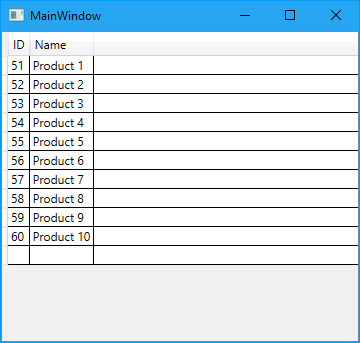 MainWindow
ID Name
51 Product 1
52 Product 2
53 Product 3
54 Product 4
55 Product 5
56 Product 6
57 Product 7
58 Product 8
59 Product 9
60 Product 10